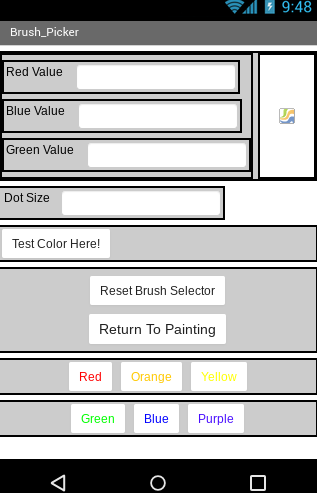 9:48
Brush_Picker
Red Value
Blue Value
Green Value
Dot Size
Test Color Here!
Reset Brush Selector
Return To Painting
Red Orange Yellow
Green Blue Purple